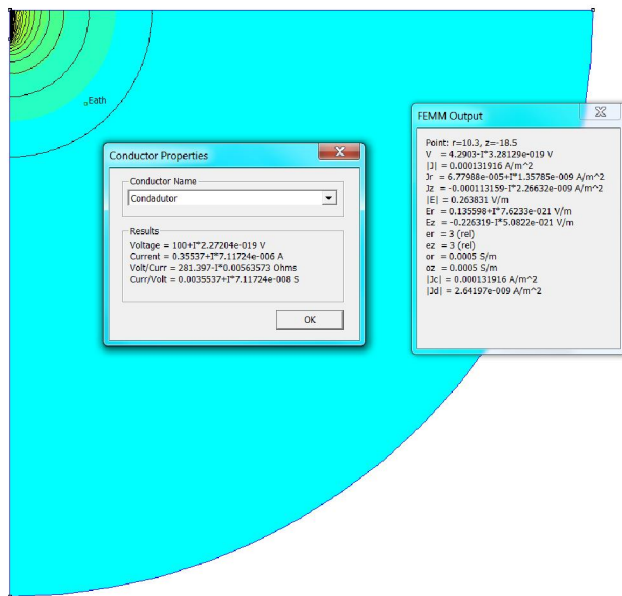 Eath
FEMM Output
Point: r=10.3, z=-18.5
V = 4.2903-I*3.28129e-019 V
|J| = 0.000131916 A/m^2
Jr = 6.77988e-005+I*1.35785e-009 A/m^2
Jz = -0.000113159-I*2.26632e-009 A/m^2
|E| = 0.263831 V/m
Er = 0.135598+I*7.6233e-021 V/m
Ez = -0.226319-I*5.0822e-021 V/m
er = 3 (rel)
ez = 3 (rel)
or = 0.0005 S/m
oz = 0.0005 S/m
|Jc| = 0.000131916 A/m^2
|Jd| = 2.64197e-009 A/m^2
Conductor Properties
Conductor Name
Condadutor
Results
Voltage = 100+I*2.27204e-019 V
Current = 0.35537+I*7.11724e-006 A
Volt/Curr = 281.397-I*0.00563573 Ohms
Curr/Volt = 0.0035537+I*7.11724e-008 S
OK